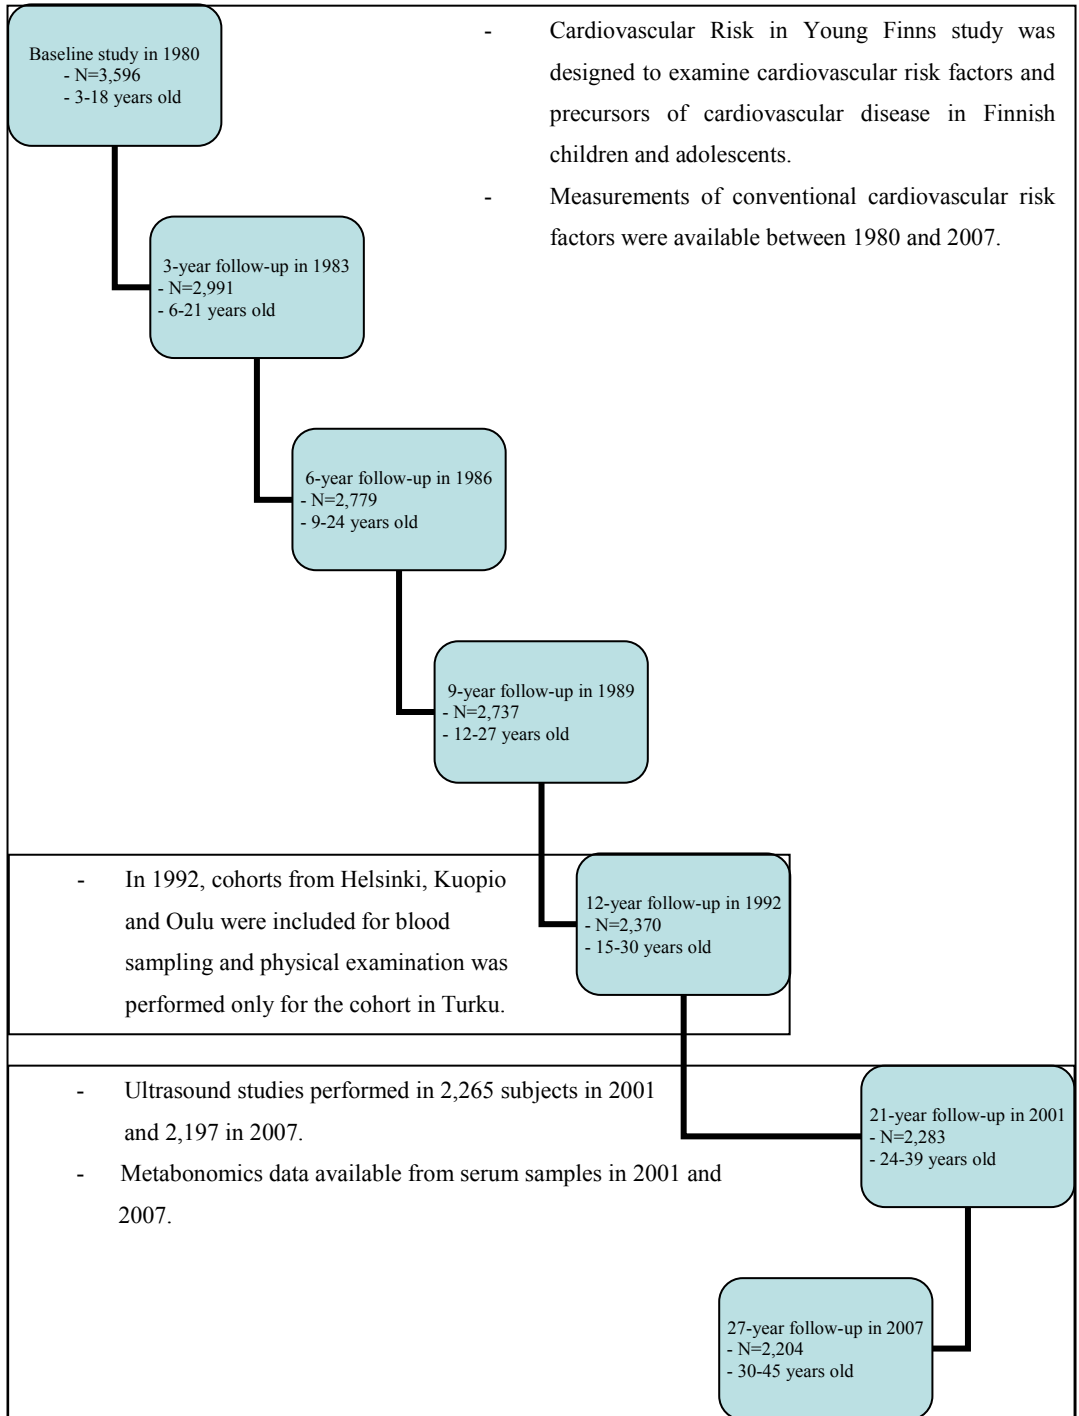 Baseline study in 1980
- N=3,596
- 3-18 years old
- Cardiovascular Risk in Young Finns study was
designed to examine cardiovascular risk factors and
precursors of cardiovascular disease in Finnish
children and adolescents.
- Measurements of conventional cardiovascular risk
factors were available between 1980 and 2007.
3-year follow-up in 1983
- N=2,991
- 6-21 years old
6-year follow-up in 1986
- N=2,779
- 9-24 years old
9-year follow-up in 1989
- N=2,737
- 12-27 years old
- In 1992, cohorts from Helsinki, Kuopio
and Oulu were included for blood
sampling and physical examination was
performed only for the cohort in Turku.
12-year follow-up in 1992
- N=2,370
- 15-30 years old
- Ultrasound studies performed in 2,265 subjects in 2001
and 2,197 in 2007.
- Metabonomics data available from serum samples in 2001 and
2007.
21-year follow-up in 2001
- N=2,283
- 24-39 years old
27-year follow-up in 2007
- N=2,204
- 30-45 years old